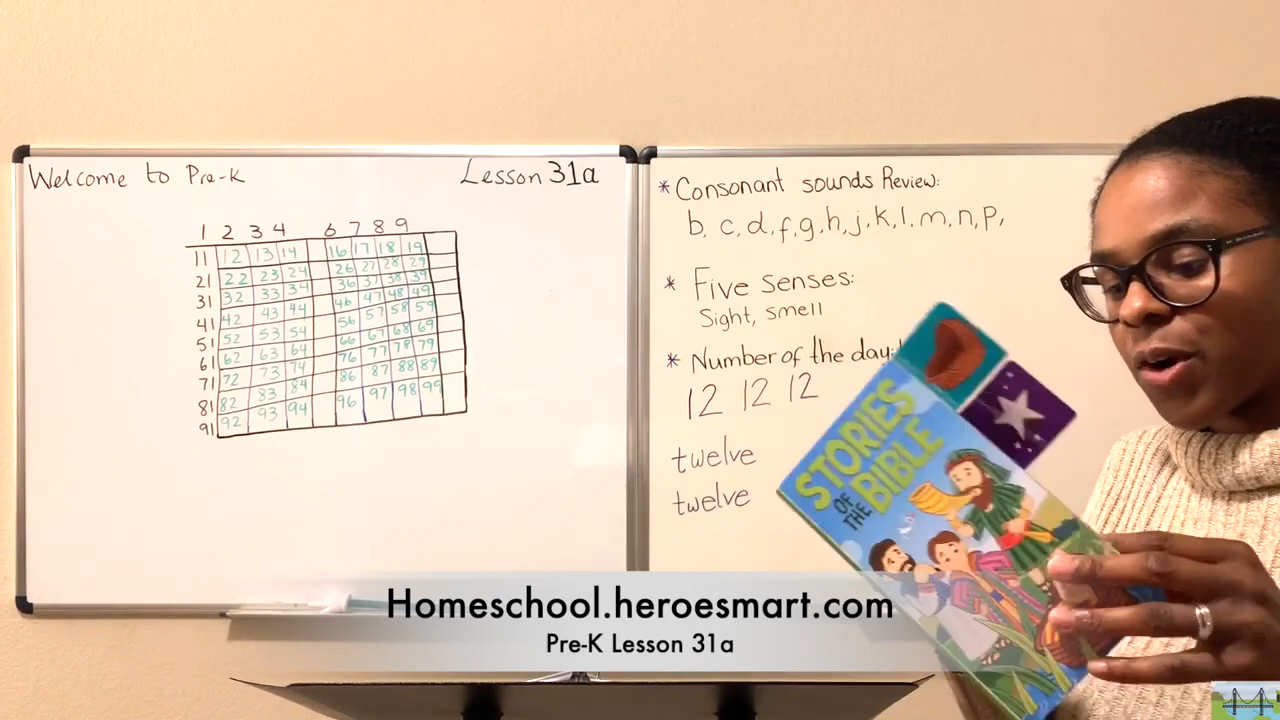 Welcome to Pre-K
Lesson 31a
1 2 3 4 6 7 8 9
11 12 13 14 16 17 18 19
21 22 23 24 26 27 28 29
31 32 33 34 36 37 38 39
41 42 43 44 46 47 48 49
51 52 53 54 56 57 58 59
61 62 63 64 66 67 68 69
71 72 73 74 76 77 78 79
81 82 83 84 86 87 88 89
91 92 93 94 96 97 98 99
* Consonant sounds Review:
b, c, d, f, g, h, j, k, l, m, n, p,
* Five Senses:
Sight, smell
* Number of the day:
12 12 12
twelve
twelve
STORIES
OF THE
BIBLE
Homeschool.heroesmart.com
Pre-K Lesson 31a